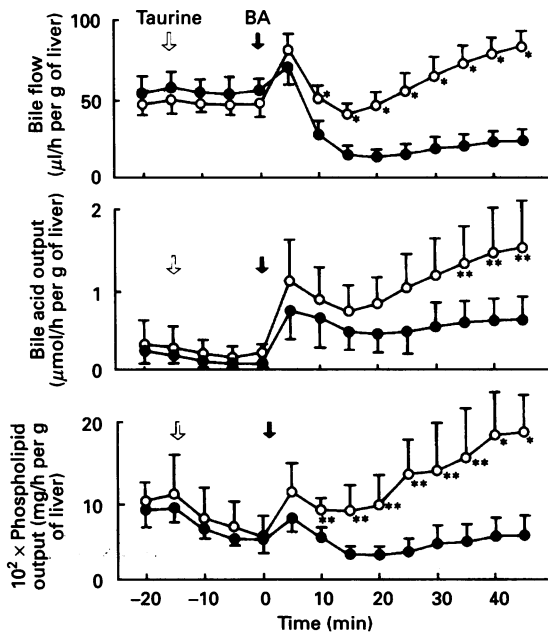 Taurine BA
100
50
0
Bile flow
(µl/h per g of liver)
*
*
*
*
*
*
*
*
2
1
0
Bile acid output
(µmol/h per g of liver)
**
**
**
20
10
0
10² × Phospholipid
output (mg/h per g
of liver)
**
**
**
**
**
**
*
*
−20 −10 0 10 20 30 40
Time (min)